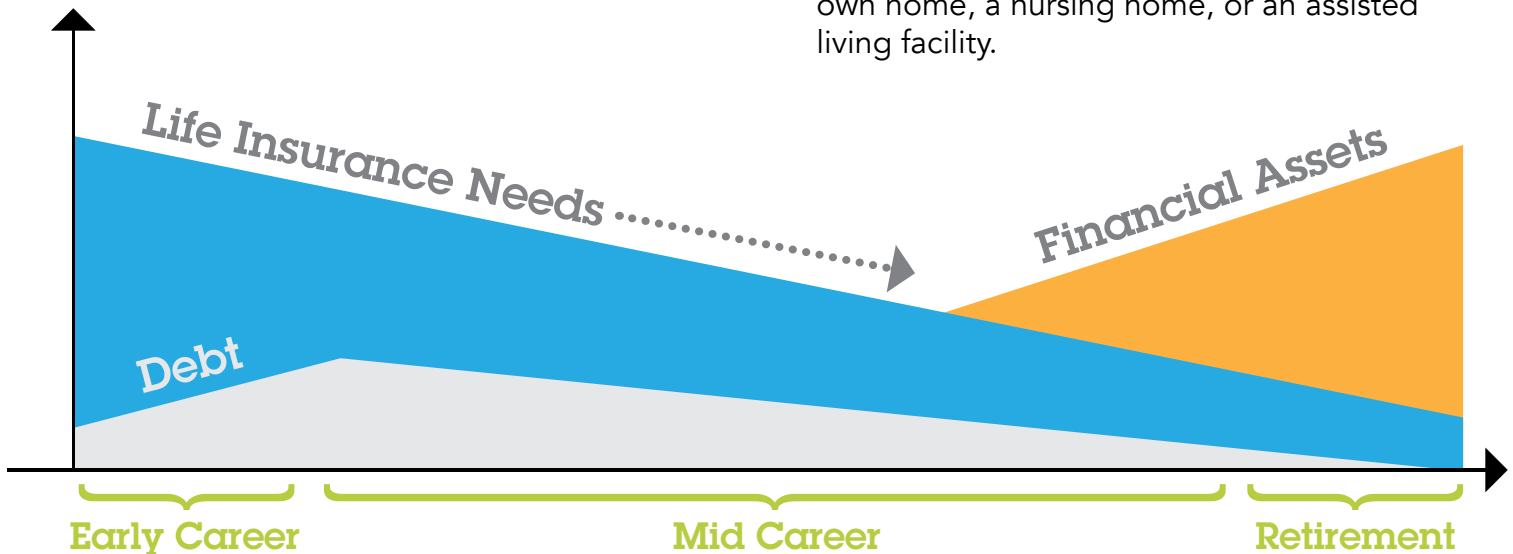 own home, a nursing home, or an assisted
living facility.
Life Insurance Needs
Financial Assets
Debt
Early Career
Mid Career
Retirement